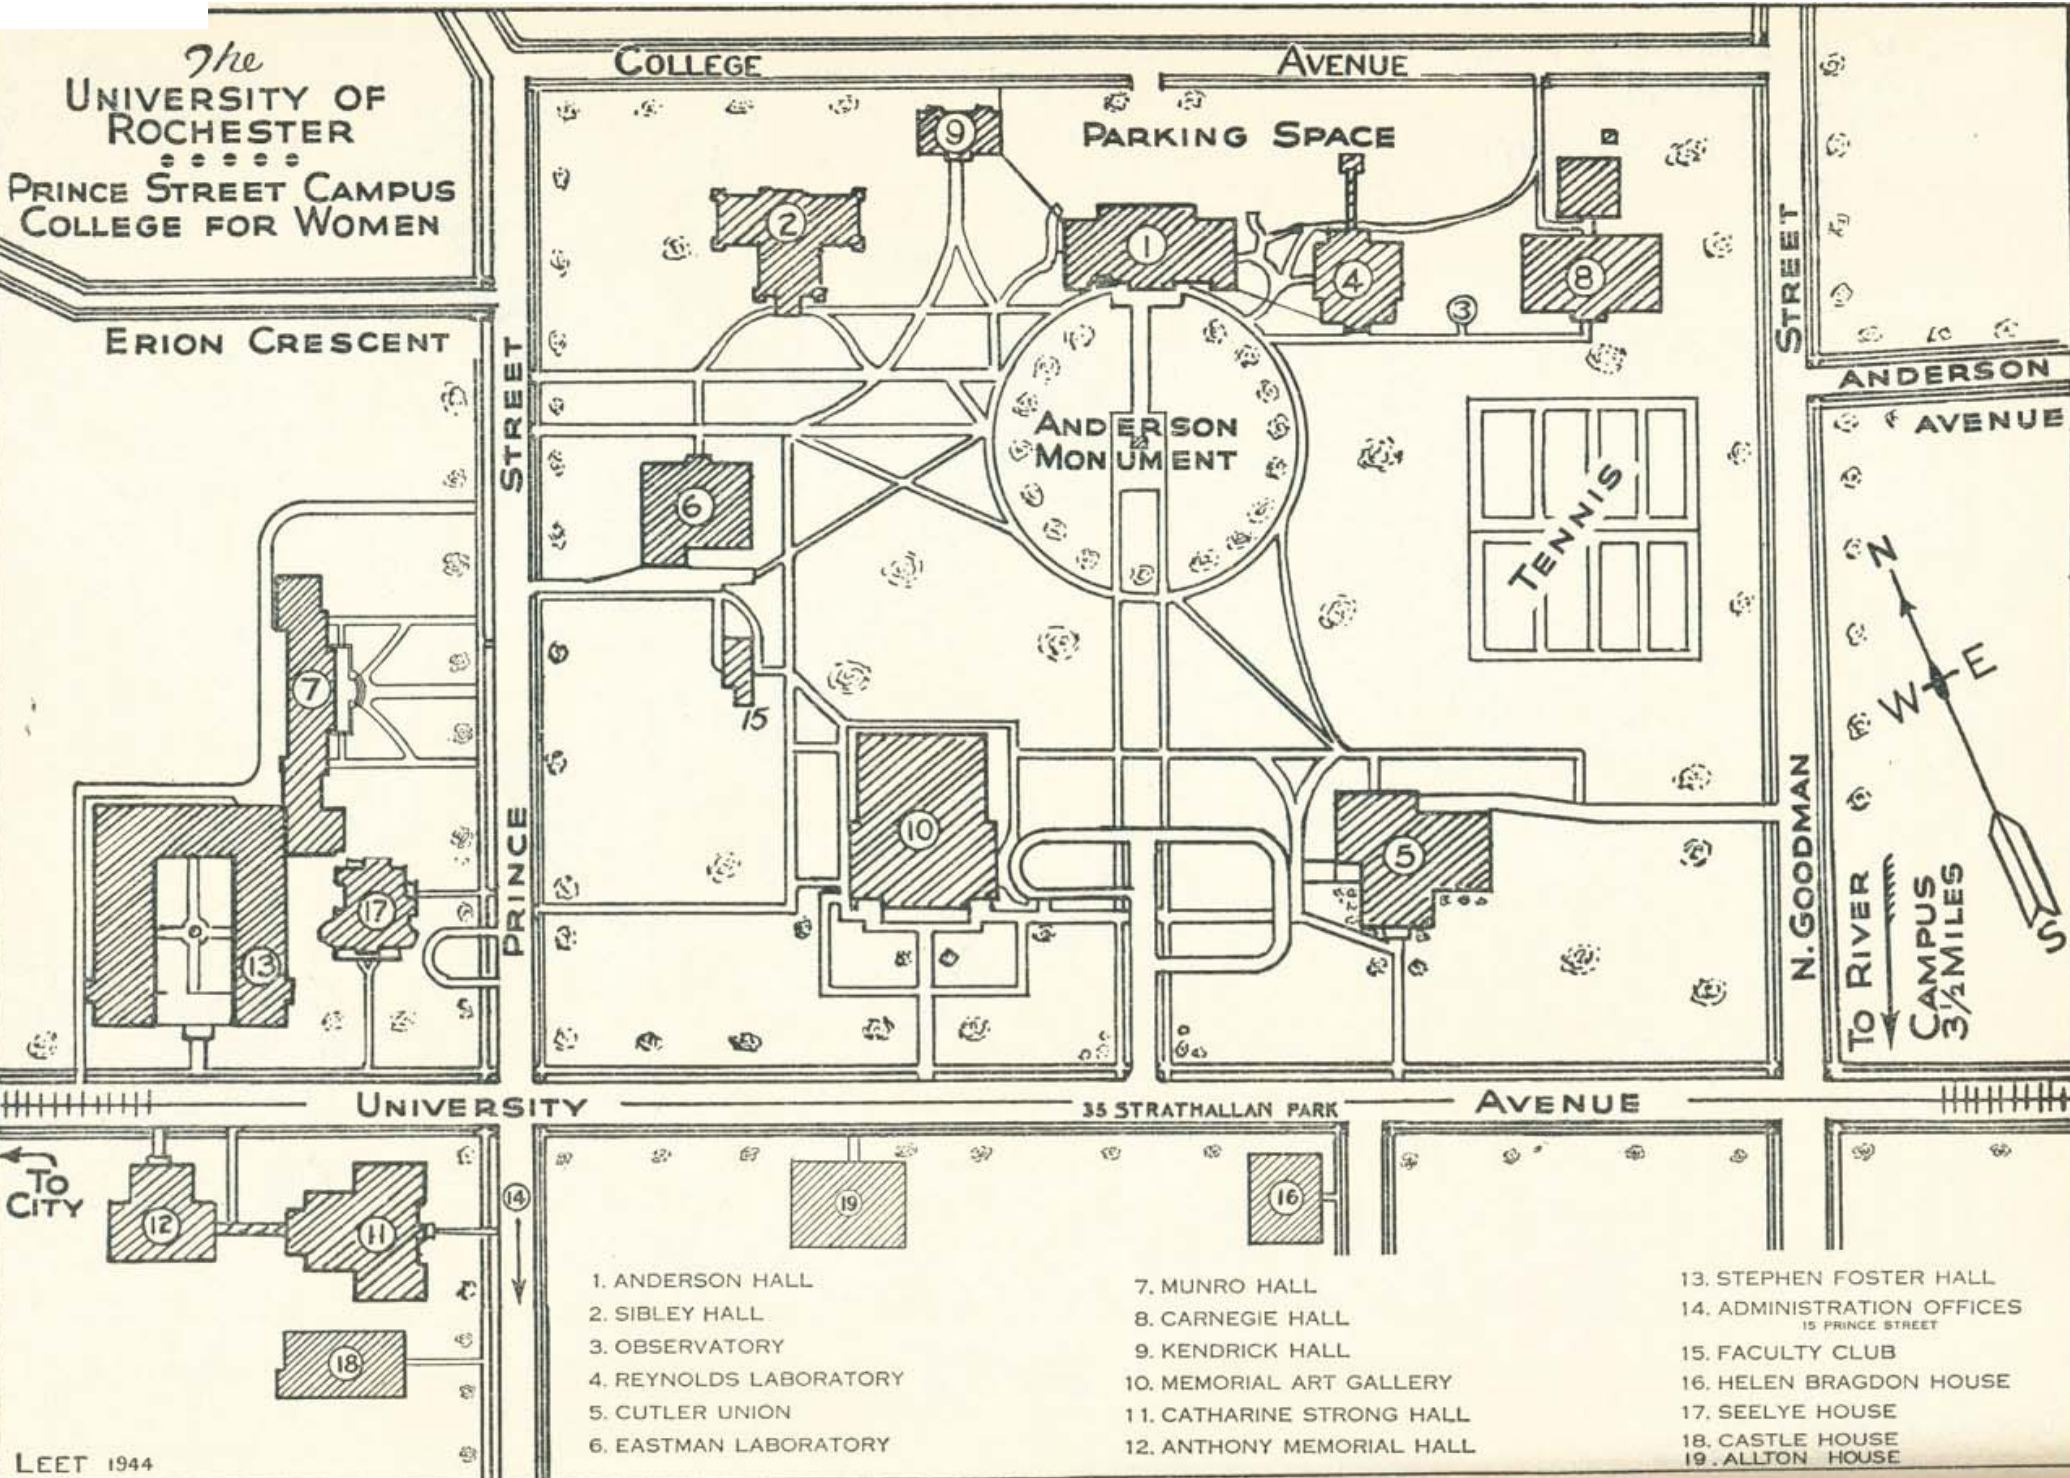 The
UNIVERSITY OF
ROCHESTER
PRINCE STREET CAMPUS
COLLEGE FOR WOMEN
COLLEGE AVENUE
PARKING SPACE
9
2
1
4
8
3
ERION CRESCENT
STREET
STREET
ANDERSON
AVENUE
ANDERSON
MONUMENT
6
TENNIS
N
W E
S
7
15
10
5
17
13
PRINCE
N. GOODMAN
TO RIVER
CAMPUS
3½ MILES
UNIVERSITY
35 STRATHALLAN PARK
AVENUE
TO
CITY
12
11
14
19
16
18
1. ANDERSON HALL
2. SIBLEY HALL
3. OBSERVATORY
4. REYNOLDS LABORATORY
5. CUTLER UNION
6. EASTMAN LABORATORY
7. MUNRO HALL
8. CARNEGIE HALL
9. KENDRICK HALL
10. MEMORIAL ART GALLERY
11. CATHARINE STRONG HALL
12. ANTHONY MEMORIAL HALL
13. STEPHEN FOSTER HALL
14. ADMINISTRATION OFFICES
15 PRINCE STREET
15. FACULTY CLUB
16. HELEN BRAGDON HOUSE
17. SEELYE HOUSE
18. CASTLE HOUSE
19. ALLTON HOUSE
LEET 1944